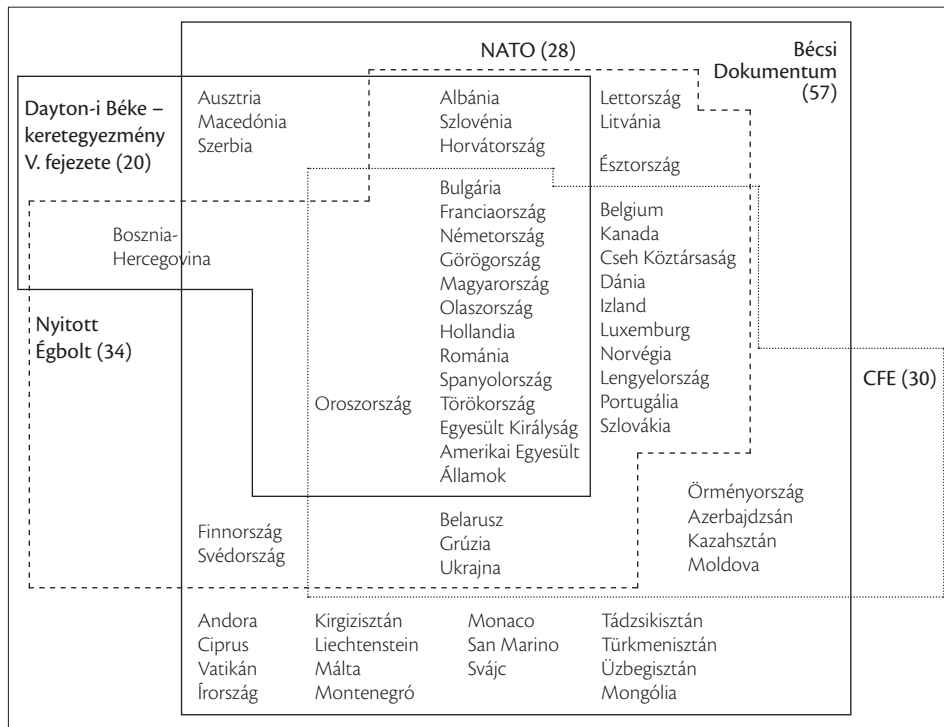 NATO (28)
Bécsi
Dokumentum
(57)
Dayton-i Béke –
keretegyezmény
V. fejezete (20)
Ausztria
Macedónia
Szerbia
Albánia
Szlovénia
Horvátország
Lettország
Litvánia
Észtország
Bosznia-
Hercegovina
Bulgária
Franciaország
Németország
Görögország
Magyarország
Olaszország
Hollandia
Románia
Spanyolország
Törökország
Egyesült Királyság
Amerikai Egyesült
Államok
Belgium
Kanada
Cseh Köztársaság
Dánia
Izland
Luxemburg
Norvégia
Lengyelország
Portugália
Szlovákia
Nyitott
Égbolt (34)
Oroszország
CFE (30)
Finnország
Svédország
Belarusz
Grúzia
Ukrajna
Örményország
Azerbajdzsán
Kazahsztán
Moldova
Andora
Ciprus
Vatikán
Írország
Kirgizisztán
Liechtenstein
Málta
Montenegró
Monaco
San Marino
Svájc
Tádzsikisztán
Türkmenisztán
Üzbegisztán
Mongólia